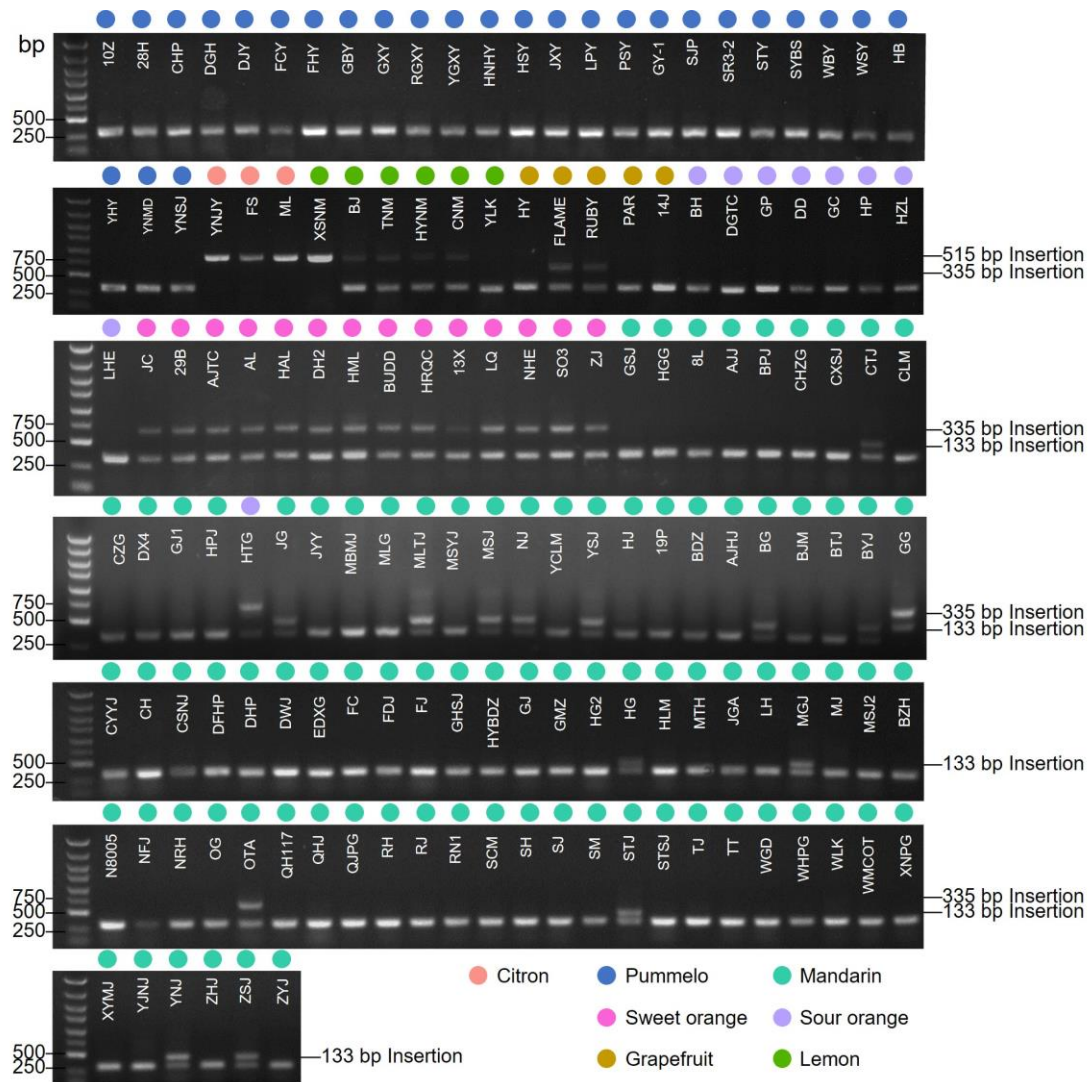 bp
10Z 28H CHP DGH DJY FCY FHY GBY GXY RGXY YGXY HNHY HSY JXY LPY PSY GY-1 SJP SR3-2 STY SYBS WBY WSY HB
500
250
YHY YNMD YNSJ YNJY FS ML XSNM BJ TNM HYNM CNM YLK HY FLAME RUBY PAR 14J BH DGTC GP DD GC HP HZL
750
515 bp Insertion
500
335 bp Insertion
250
LHE JC 29B AJTC AL HAL DH2 HML BUDD HRQC 13X LQ NHE SO3 ZJ GSJ HGG 8L AJJ BPJ CHZG CXSJ CTJ CLM
750
335 bp Insertion
500
133 bp Insertion
250
CZG DX4 GJ1 HPJ HTG JG JYY MBMJ MLG MLTJ MSYJ MSJ NJ YCLM YSJ HJ 19P BDZ AJHJ BG BJM BTJ BYJ GG
750
335 bp Insertion
500
133 bp Insertion
250
CYYJ CH CSNJ DFHP DHP DWJ EDXG FC FDJ FJ GHSJ HYBDZ GJ GMZ HG2 HG HLM MTH JGA LH MGJ MJ MSJ2 BZH
500
133 bp Insertion
250
N8005 NFJ NRH OG OTA QH117 QHJ QJPG RH RJ RN1 SCM SH SJ SM STJ STSJ TJ TT WGD WHPG WLK WMCOT XNPG
750
335 bp Insertion
500
133 bp Insertion
250
XYMJ YJNJ YNJ ZHJ ZSJ ZYJ
500
133 bp Insertion
250
Citron Pummelo Mandarin
Sweet orange Sour orange
Grapefruit Lemon